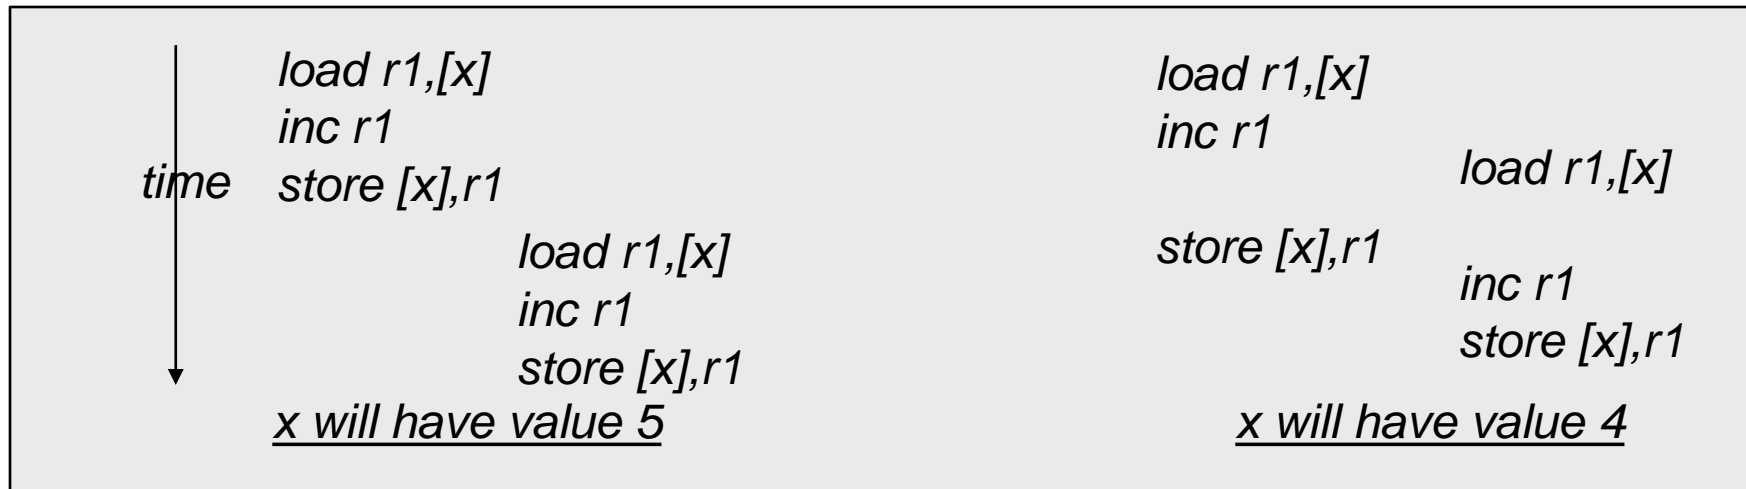 time
load r1,[x]
inc r1
store [x],r1
load r1,[x]
inc r1
store [x],r1
x will have value 5
load r1,[x]
inc r1
load r1,[x]
store [x],r1
inc r1
store [x],r1
x will have value 4